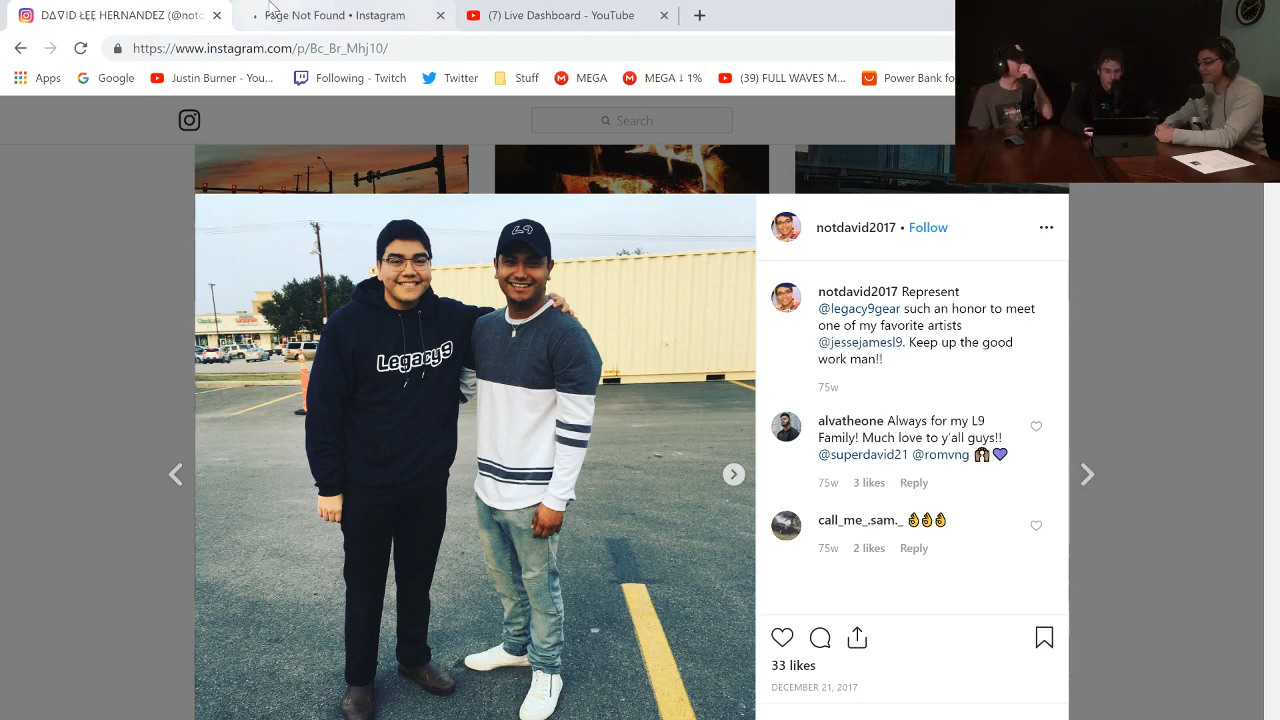 DΔVID ŁĘĘ HERNANDEZ (@notd
Page Not Found • Instagram
(7) Live Dashboard - YouTube
https://www.instagram.com/p/Bc_Br_Mhj10/
Apps
Google
Justin Burner - You...
Following - Twitch
Twitter
Stuff
MEGA
MEGA ↓ 1%
(39) FULL WAVES M...
Power Bank fo
Search
notdavid2017 • Follow
notdavid2017 Represent
@legacy9gear such an honor to meet
one of my favorite artists
@jessejamesl9. Keep up the good
work man!!
75w
alvatheone Always for my L9
Family! Much love to y'all guys!!
@superdavid21 @romvng
75w 3 likes Reply
call_me_.sam._ 👌👌👌
75w 2 likes Reply
33 likes
DECEMBER 21, 2017
L9
Legacy9